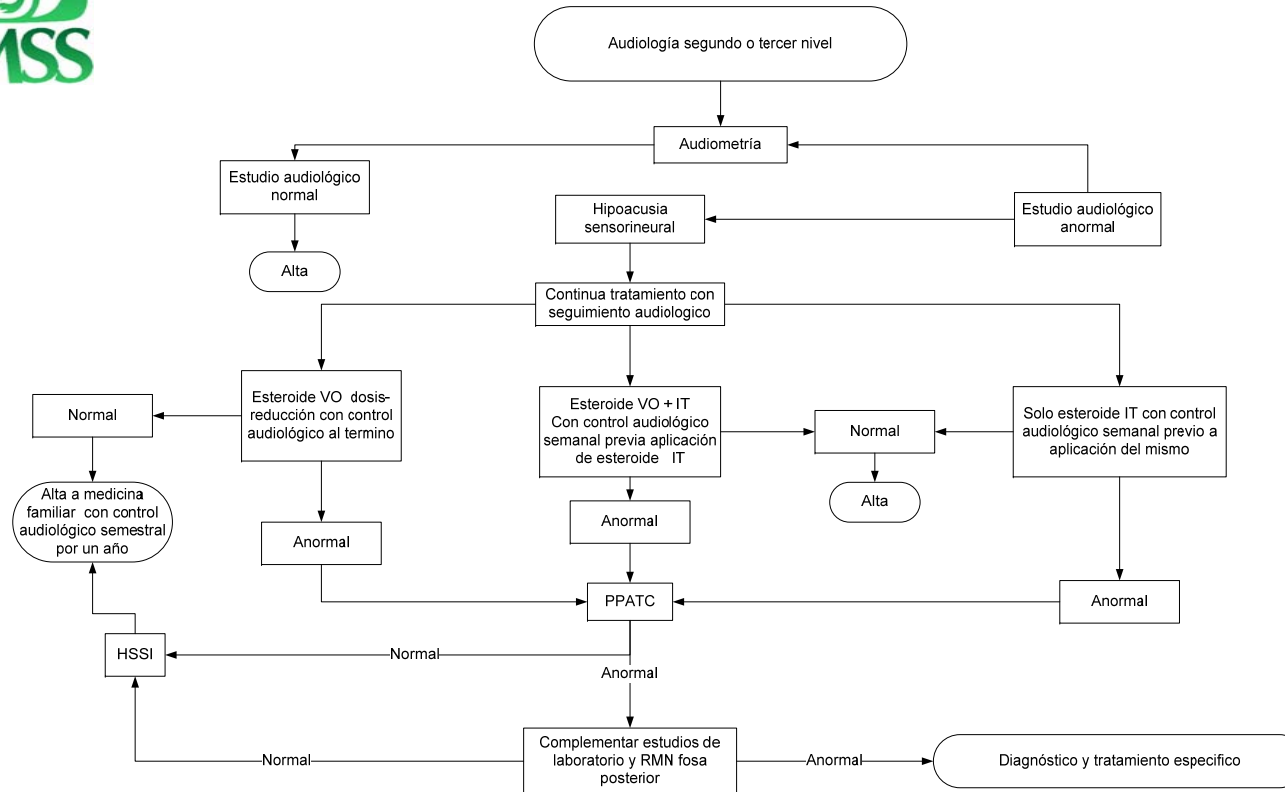 MSS
Audiología segundo o tercer nivel
Audiometría
Estudio audiológico
normal
Hipoacusia
sensorineural
Estudio audiológico
anormal
Alta
Continua tratamiento con
seguimiento audiologico
Esteroide VO dosis-
reducción con control
audiológico al termino
Normal
Esteroide VO + IT
Con control audiológico
semanal previa aplicación
de esteroide IT
Normal
Solo esteroide IT con control
audiológico semanal previo a
aplicación del mismo
Alta a medicina
familiar con control
audiológico semestral
por un año
Alta
Anormal
Anormal
PPATC
Anormal
HSSI
Normal
Anormal
Complementar estudios de
laboratorio y RMN fosa
posterior
Normal
Anormal
Diagnóstico y tratamiento especifico